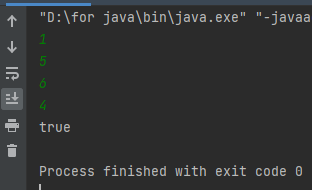 "D:\for java\bin\java.exe" "-javaa
1
5
6
4
true
Process finished with exit code 0